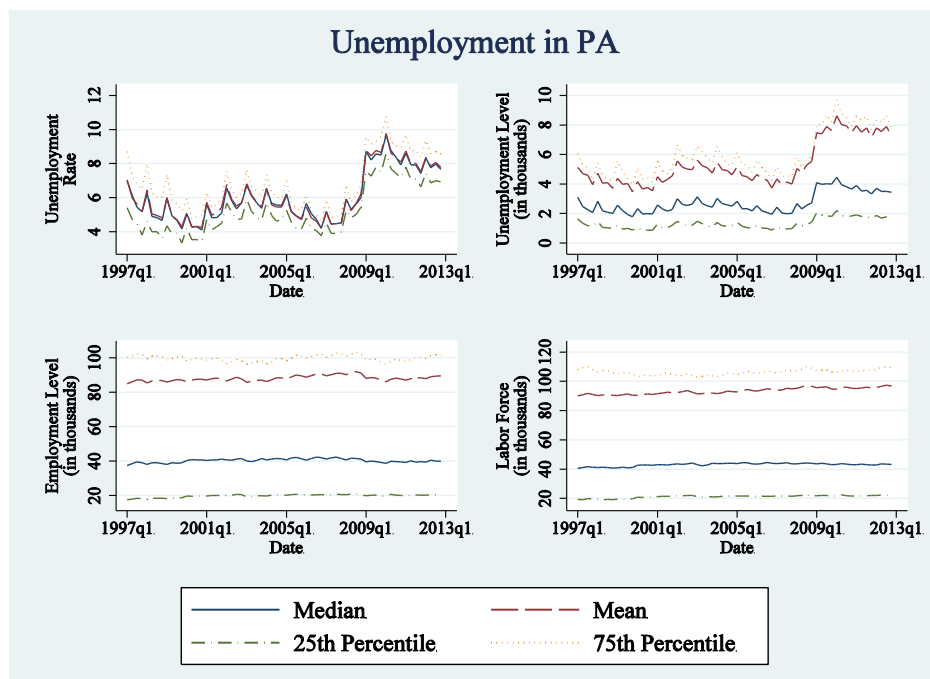 Unemployment in PA
Unemployment
Rate
12
10
8
6
4
1997q1
2001q1
2005q1
2009q1
2013q1
Date
Unemployment Level
(in thousands)
10
8
6
4
2
0
1997q1
2001q1
2005q1
2009q1
2013q1
Date
Employment Level
(in thousands)
100
80
60
40
20
1997q1
2001q1
2005q1
2009q1
2013q1
Date
Labor Force
(in thousands)
120
100
80
60
40
20
1997q1
2001q1
2005q1
2009q1
2013q1
Date
Median
Mean
25th Percentile
75th Percentile